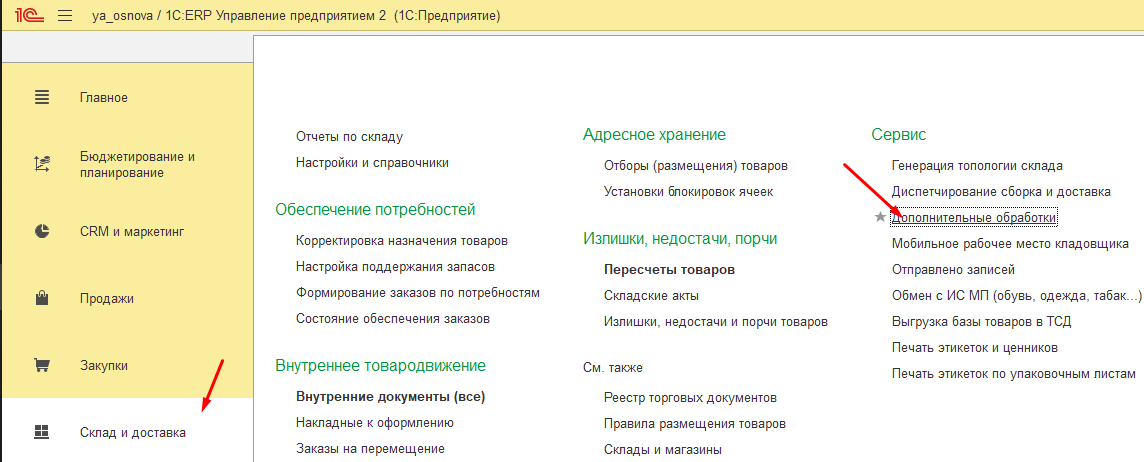 1С ya_osnova / 1С:ERP Управление предприятием 2 (1С:Предприятие)
Главное
Бюджетирование и
планирование
CRM и маркетинг
Продажи
Закупки
Склад и доставка
Отчеты по складу
Настройки и справочники
Обеспечение потребностей
Корректировка назначения товаров
Настройка поддержания запасов
Формирование заказов по потребностям
Состояние обеспечения заказов
Внутреннее товародвижение
Внутренние документы (все)
Накладные к оформлению
Заказы на перемещение
Адресное хранение
Отборы (размещения) товаров
Установки блокировок ячеек
Излишки, недостачи, порчи
Пересчеты товаров
Складские акты
Излишки, недостачи и порчи товаров
См. также
Реестр торговых документов
Правила размещения товаров
Склады и магазины
Сервис
Генерация топологии склада
Диспетчирование сборка и доставка
Дополнительные обработки
Мобильное рабочее место кладовщика
Отправлено записей
Обмен с ИС МП (обувь, одежда, табак...)
Выгрузка базы товаров в ТСД
Печать этикеток и ценников
Печать этикеток по упаковочным листам